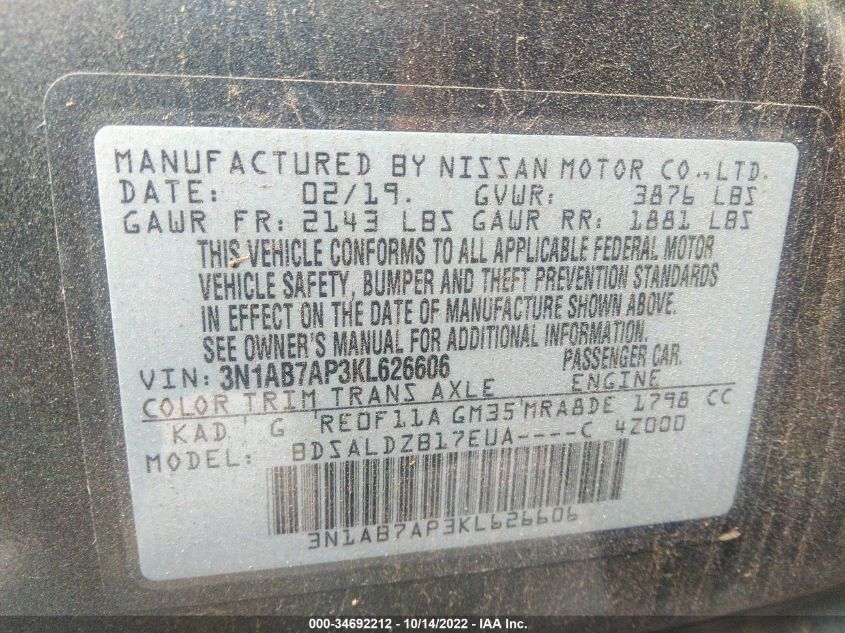 MANUFACTURED BY NISSAN MOTOR CO.,LTD.
DATE: 02/19. GVWR: 3876 LBS
GAWR FR: 2143 LBS GAWR RR: 1881 LBS
THIS VEHICLE CONFORMS TO ALL APPLICABLE FEDERAL MOTOR
VEHICLE SAFETY, BUMPER AND THEFT PREVENTION STANDARDS
IN EFFECT ON THE DATE OF MANUFACTURE SHOWN ABOVE.
SEE OWNER'S MANUAL FOR ADDITIONAL INFORMATION.
VIN: 3N1AB7AP3KL626606 PASSENGER CAR.
COLOR TRIM TRANS AXLE ENGINE
KAD G RE0F11A GM35 MRA8DE 1798 CC
MODEL: BDSALDZB17EUA----C 4Z000
3N1AB7AP3KL626606
000-34692212 - 10/14/2022 - IAA Inc.